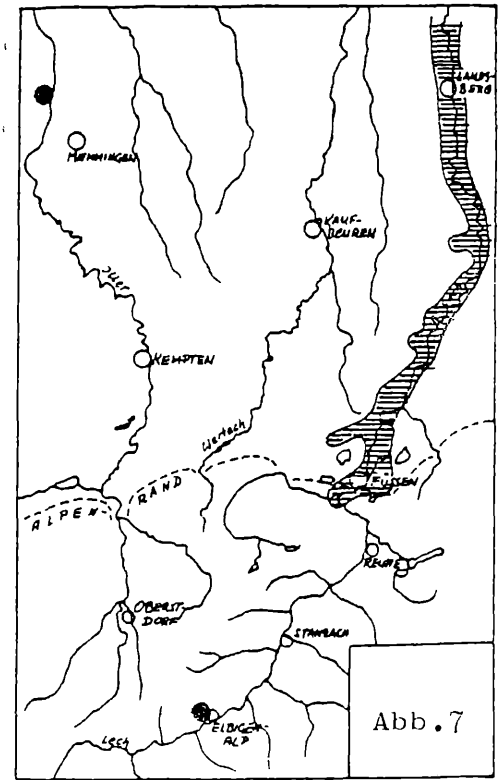 LANDS-
BERG
MEMMINGEN
KAUF-
BEUREN
Iller
KEMPTEN
Wertach
FÜSSEN
ALPEN RAND
REUTTE
OBERST-
DORF
STANZACH
ELBIGEN-
ALP
Lech
Abb.7